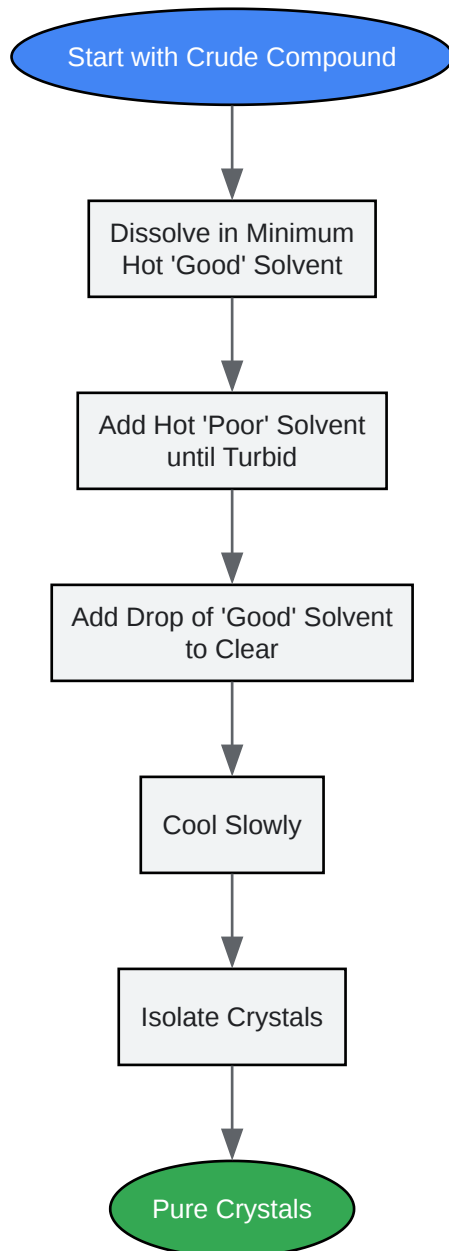 Start with Crude Compound
Dissolve in Minimum
Hot 'Good' Solvent
Add Hot 'Poor' Solvent
until Turbid
Add Drop of 'Good' Solvent
to Clear
Cool Slowly
Isolate Crystals
Pure Crystals